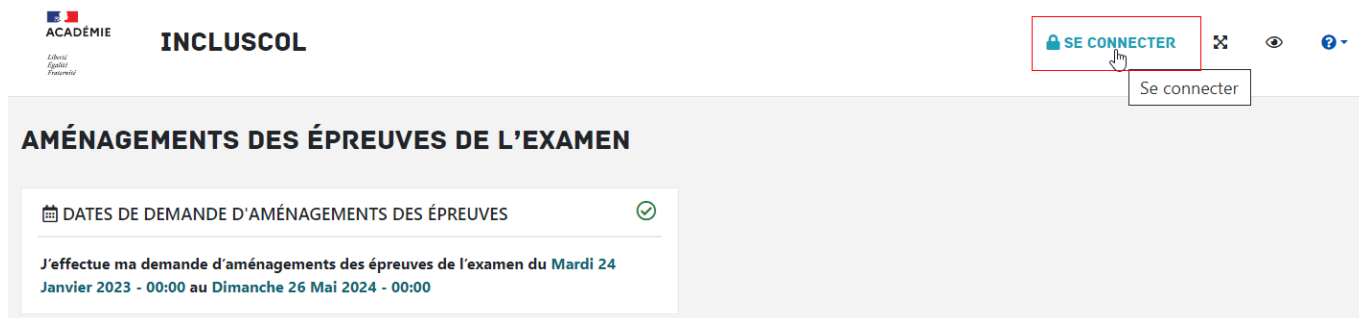 ACADÉMIE
Liberté
Égalité
Fraternité
INCLUSCOL
SE CONNECTER
Se connecter
AMÉNAGEMENTS DES ÉPREUVES DE L’EXAMEN
DATES DE DEMANDE D'AMÉNAGEMENTS DES ÉPREUVES
J’effectue ma demande d’aménagements des épreuves de l’examen du Mardi 24
Janvier 2023 - 00:00 au Dimanche 26 Mai 2024 - 00:00